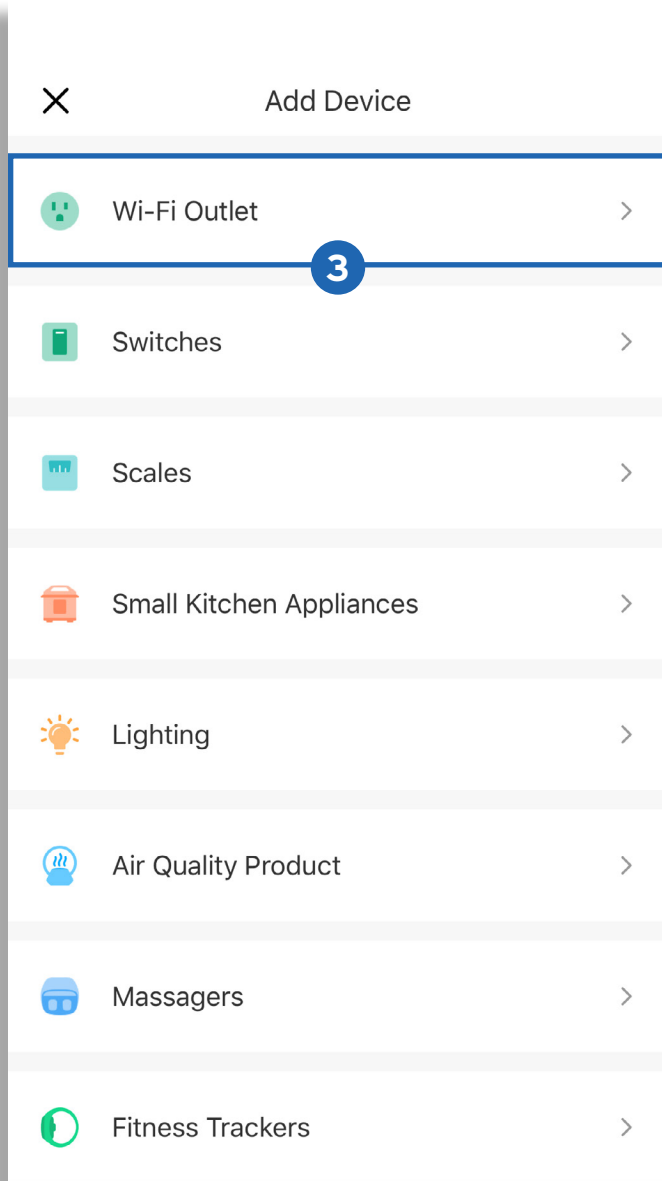 Add Device
Wi-Fi Outlet
3
Switches
Scales
Small Kitchen Appliances
Lighting
Air Quality Product
Massagers
Fitness Trackers